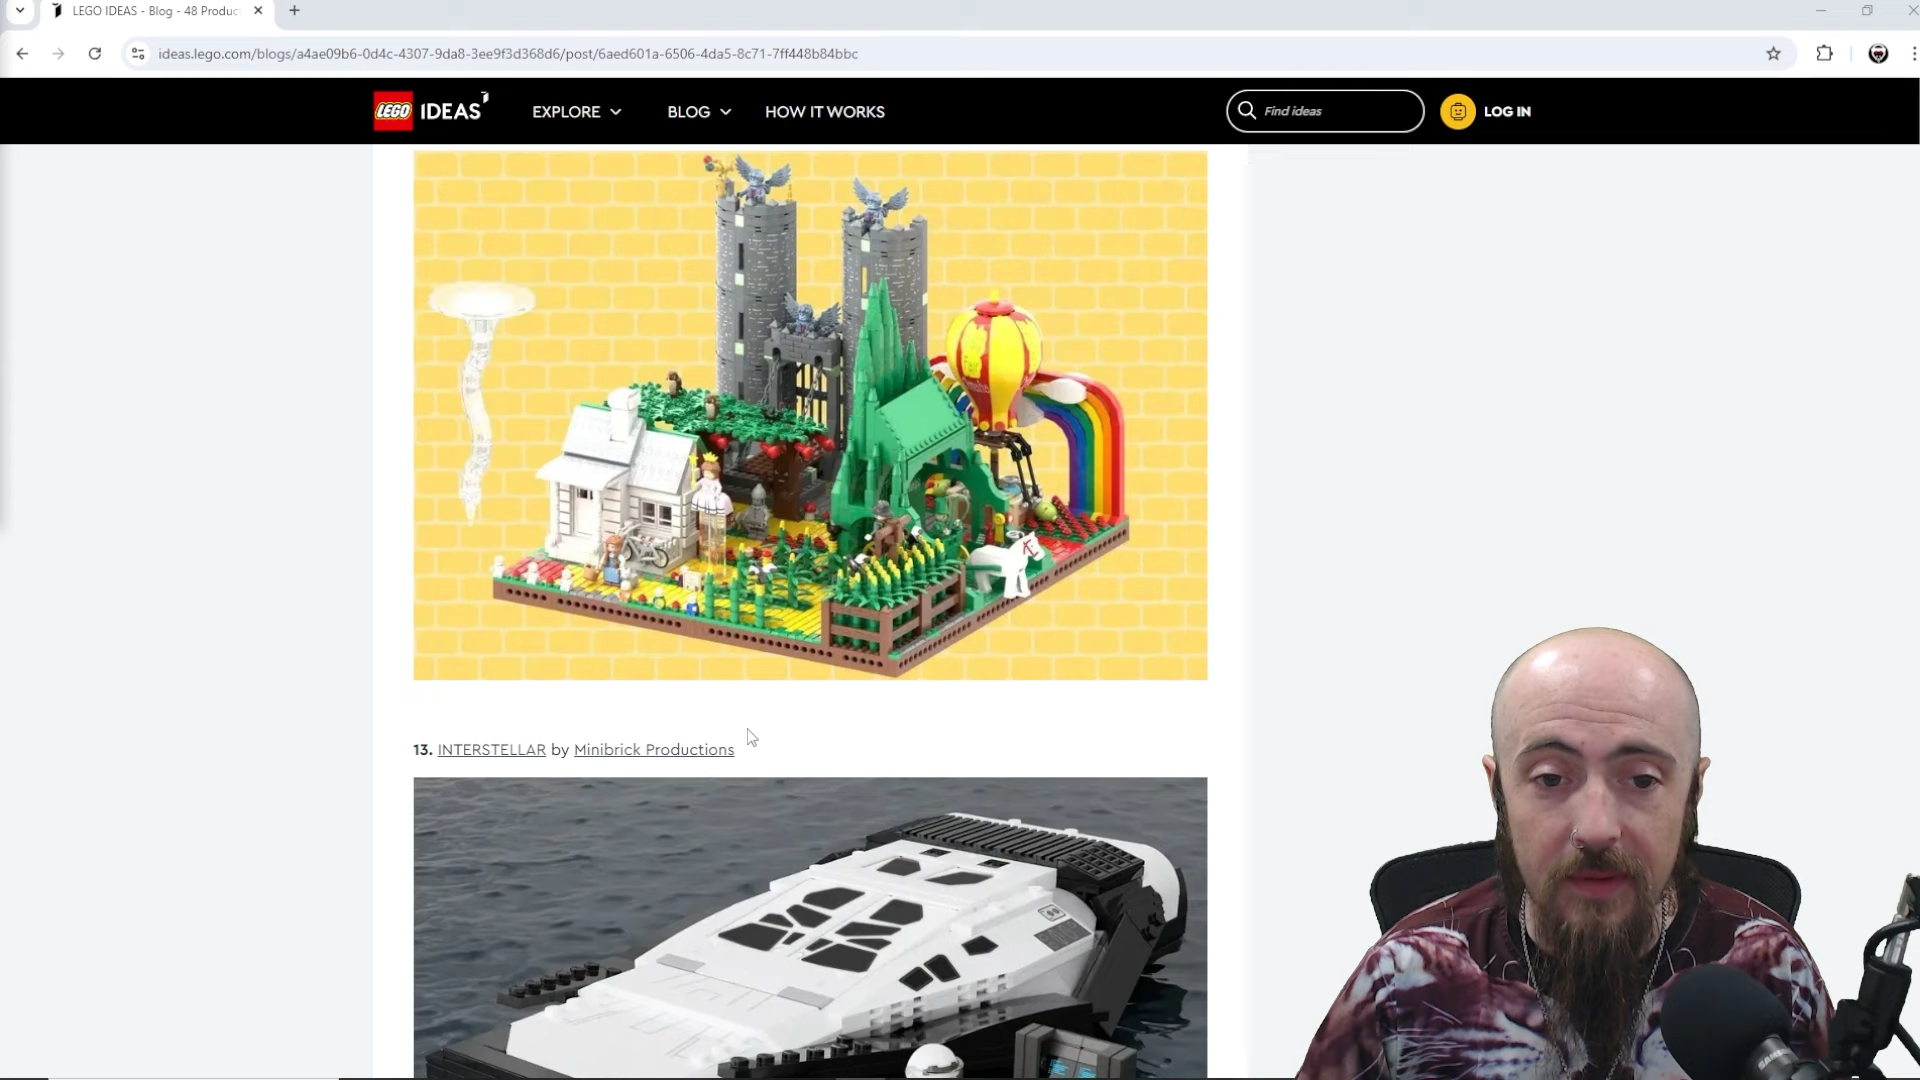 LEGO IDEAS - Blog - 48 Produc
ideas.lego.com/blogs/a4ae09b6-0d4c-4307-9da8-3ee9f3d368d6/post/6aed601a-6506-4da5-8c71-7ff448b84bbc
LEGO IDEAS
EXPLORE
BLOG
HOW IT WORKS
Find ideas
LOG IN
13. INTERSTELLAR by Minibrick Productions